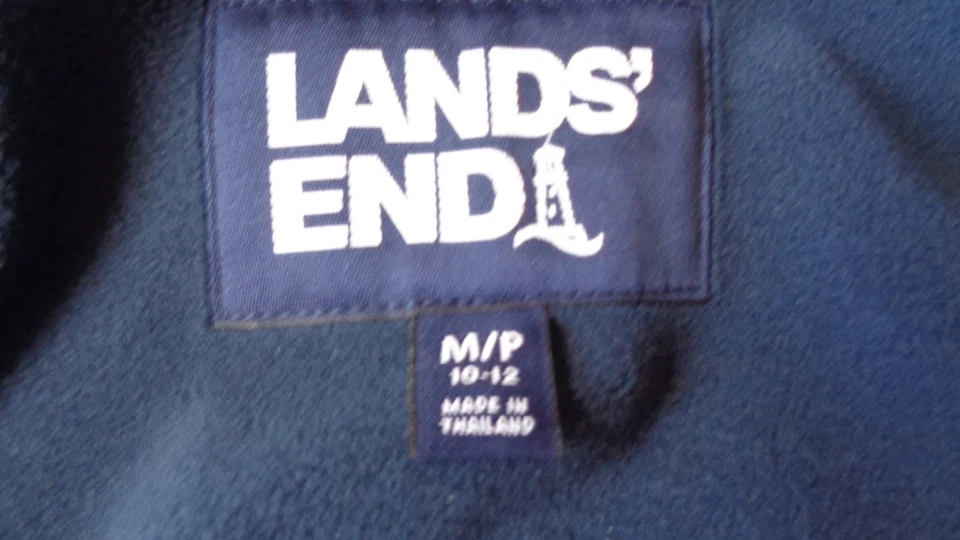 LANDS'
END
M/P
10-12
MADE IN
THAILAND